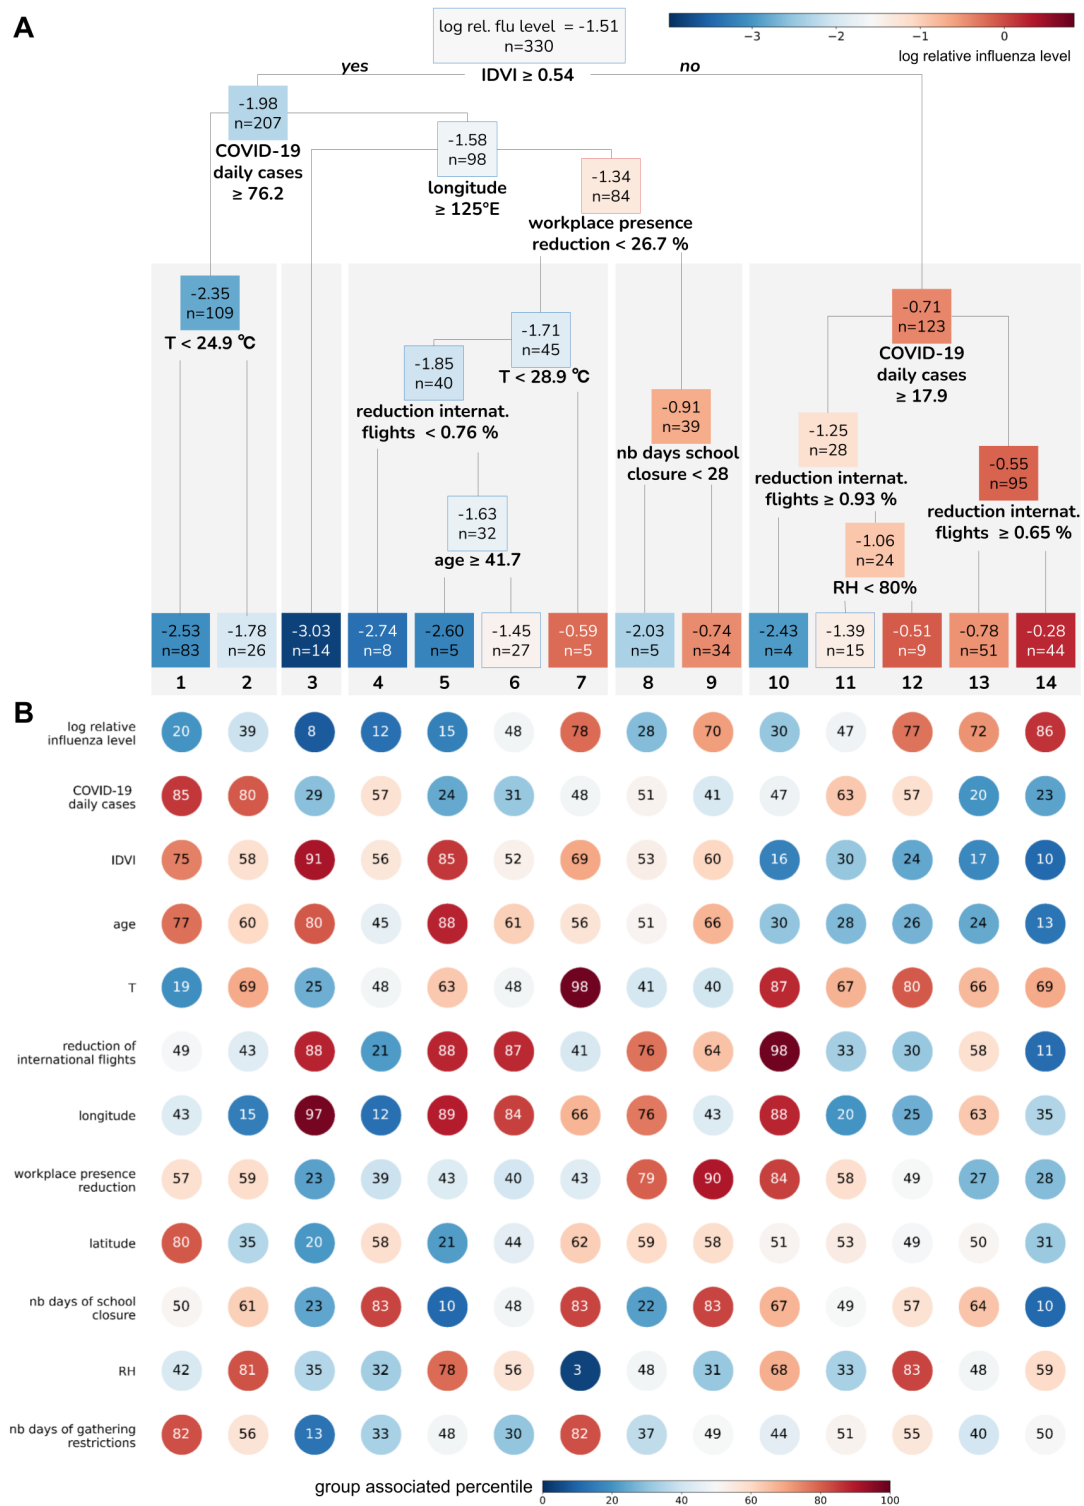 A
log rel. flu level = -1.51
n=330
−3 −2 −1 0
log relative influenza level
yes
IDVI ≥ 0.54
no
-1.98
n=207
COVID-19
daily cases
≥ 76.2
-1.58
n=98
longitude
≥ 125°E
-1.34
n=84
workplace presence
reduction < 26.7 %
-2.35
n=109
T < 24.9 ℃
-1.71
n=45
T < 28.9 ℃
-1.85
n=40
reduction internat.
flights < 0.76 %
-0.71
n=123
COVID-19
daily cases
≥ 17.9
-0.91
n=39
nb days school
closure < 28
-1.25
n=28
reduction internat.
flights ≥ 0.93 %
-0.55
n=95
reduction internat.
flights ≥ 0.65 %
-1.63
n=32
age ≥ 41.7
-1.06
n=24
RH < 80%
-2.53 -1.78 -3.03 -2.74 -2.60 -1.45 -0.59 -2.03 -0.74 -2.43 -1.39 -0.51 -0.78 -0.28
n=83 n=26 n=14 n=8 n=5 n=27 n=5 n=5 n=34 n=4 n=15 n=9 n=51 n=44
1 2 3 4 5 6 7 8 9 10 11 12 13 14
B
log relative
influenza level
20 39 8 12 15 48 78 28 70 30 47 77 72 86
COVID-19
daily cases
85 80 29 57 24 31 48 51 41 47 63 57 20 23
IDVI
75 58 91 56 85 52 69 53 60 16 30 24 17 10
age
77 60 80 45 88 61 56 51 66 30 28 26 24 13
T
19 69 25 48 63 48 98 41 40 87 67 80 66 69
reduction of
international flights
49 43 88 21 88 87 41 76 64 98 33 30 58 11
longitude
43 15 97 12 89 84 66 76 43 88 20 25 63 35
workplace presence
reduction
57 59 23 39 43 40 43 79 90 84 58 49 27 28
latitude
80 35 20 58 21 44 62 59 58 51 53 49 50 31
nb days of school
closure
50 61 23 83 10 48 83 22 83 67 49 57 64 10
RH
42 81 35 32 78 56 3 48 31 68 33 83 48 59
nb days of gathering
restrictions
82 56 13 33 48 30 82 37 49 44 51 55 40 50
group associated percentile
0 20 40 60 80 100